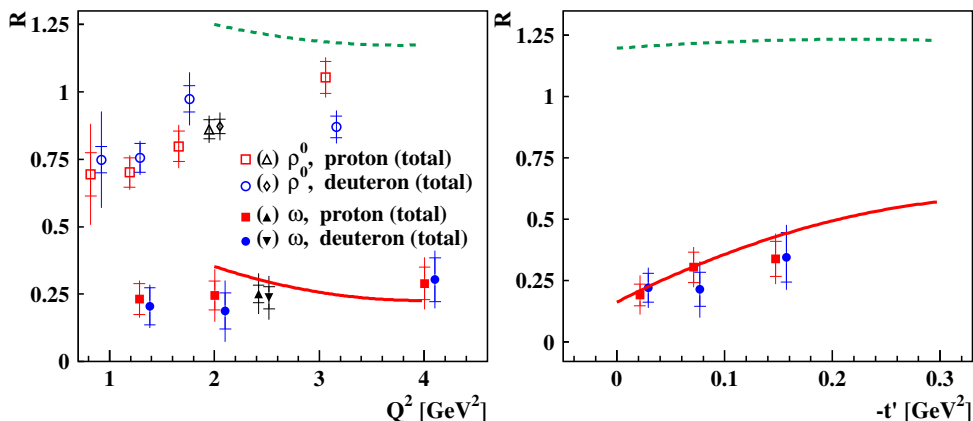 R
1.25
1
0.75
0.5
0.25
0
(△) ρ⁰, proton (total)
(◇) ρ⁰, deuteron (total)
(▲) ω, proton (total)
(▼) ω, deuteron (total)
1 2 3 4
Q² [GeV²]
R
1.25
1
0.75
0.5
0.25
0
0 0.1 0.2 0.3
-t' [GeV²]